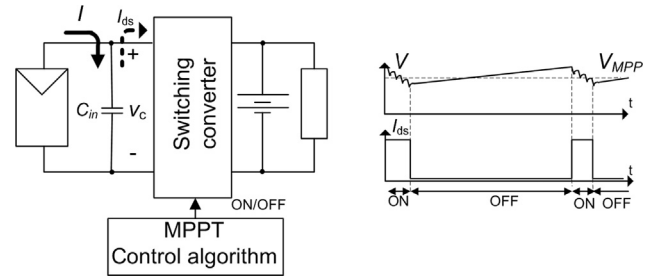 I
I_ds
+
C_in
v_c
-
Switching converter
ON/OFF
MPPT
Control algorithm
V
V_MPP
t
I_ds
t
ON
OFF
ON
OFF